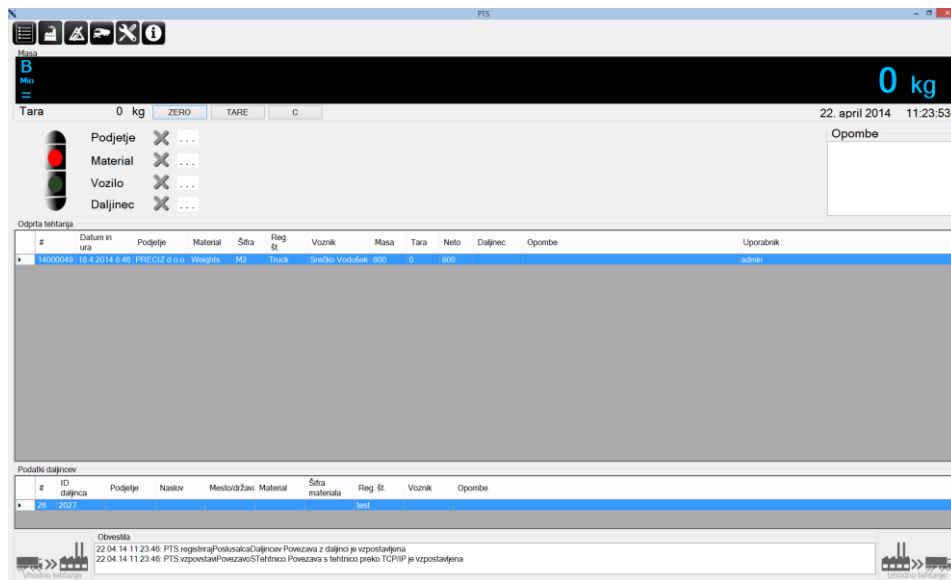 PTS
Masa
B
Min
=
0 kg
Tara 0 kg ZERO TARE C 22. april 2014 11:23:53
Podjetje ...
Material ...
Vozilo ...
Daljinec ...
Opombe
Odprta tehtanja
# Datum in ura Podjetje Material Šifra Reg. št. Voznik Masa Tara Neto Daljinec Opombe Uporabnik
14000049 18.4.2014 8:46 PRECIZ d.o.o. Weights M2 Truck Srečko Vodušek 800 0 800 admin
Podatki daljincev
# ID daljinca Podjetje Naslov Mesto/država Material Šifra materiala Reg. št. Voznik Opombe
26 2027 test
Obvestila
22.04.14 11:23:46: PTS.registrirajPoslusalcaDaljincev Povezava z daljinci je vzpostavljena
22.04.14 11:23:46: PTS.vzpovstaviPovezavoSTehtnico Povezava s tehtnico preko TCP/IP je vzpostavljena
Vhodno tehtanje
Izhodno tehtanje